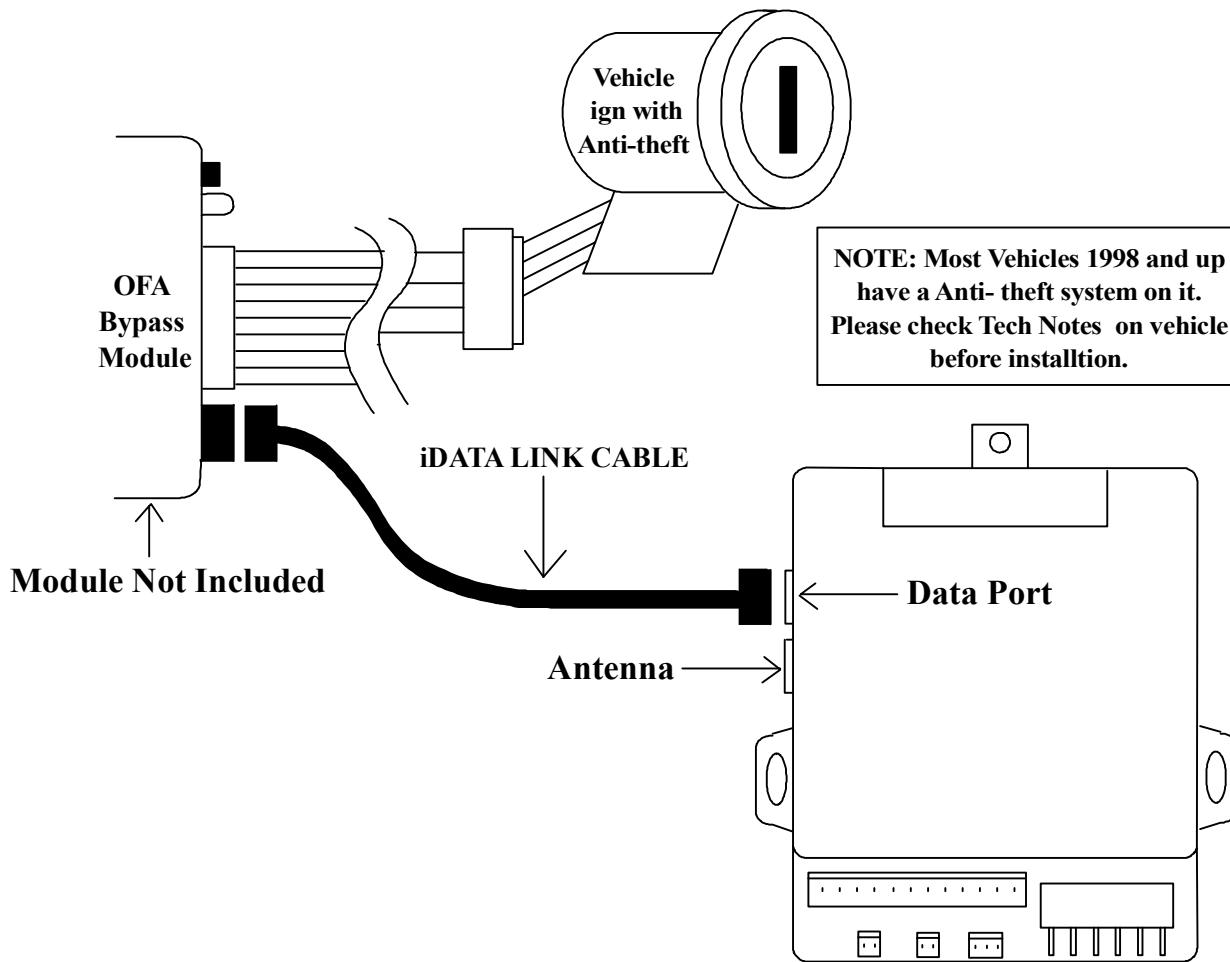 Vehicle
ign with
Anti-theft
OFA
Bypass
Module
NOTE: Most Vehicles 1998 and up
have a Anti- theft system on it.
Please check Tech Notes on vehicle
before installtion.
iDATA LINK CABLE
Module Not Included
Data Port
Antenna